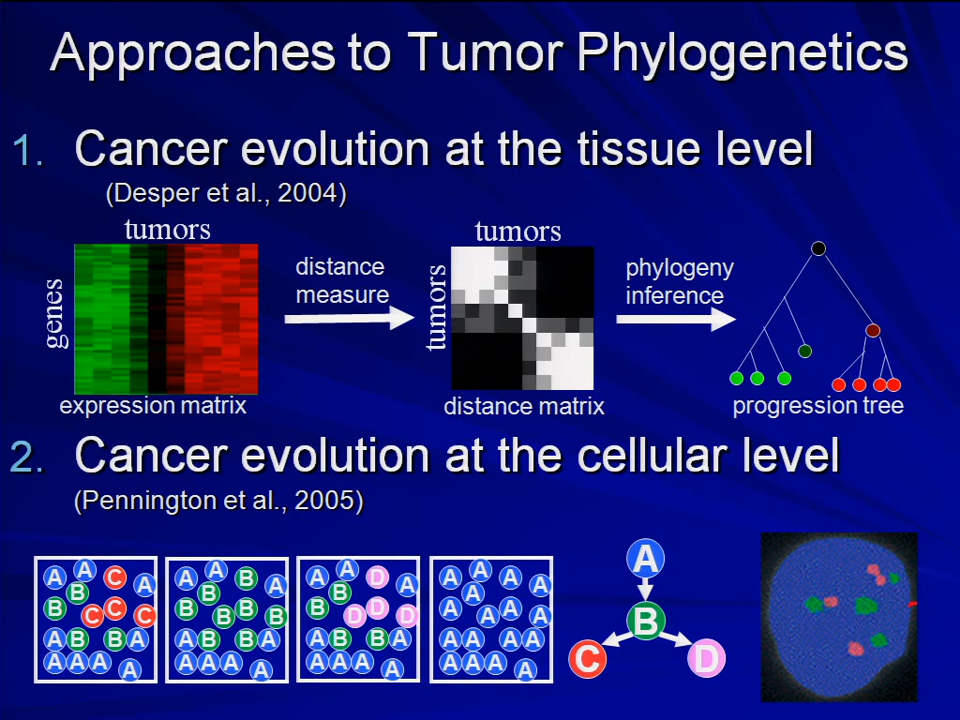 Approaches to Tumor Phylogenetics
1. Cancer evolution at the tissue level
(Desper et al., 2004)
tumors
genes
expression matrix
distance
measure
tumors
tumors
distance matrix
phylogeny
inference
progression tree
2. Cancer evolution at the cellular level
(Pennington et al., 2005)
A A C A
B
B C C C
A B B A
A A A A
A A B A
B
B B B B
A B B A
A A A A
A A D A
B
B D D D
A B B A
A A A A
A A A A
A
A A A A
A A A A
A A A A
A
B
C D